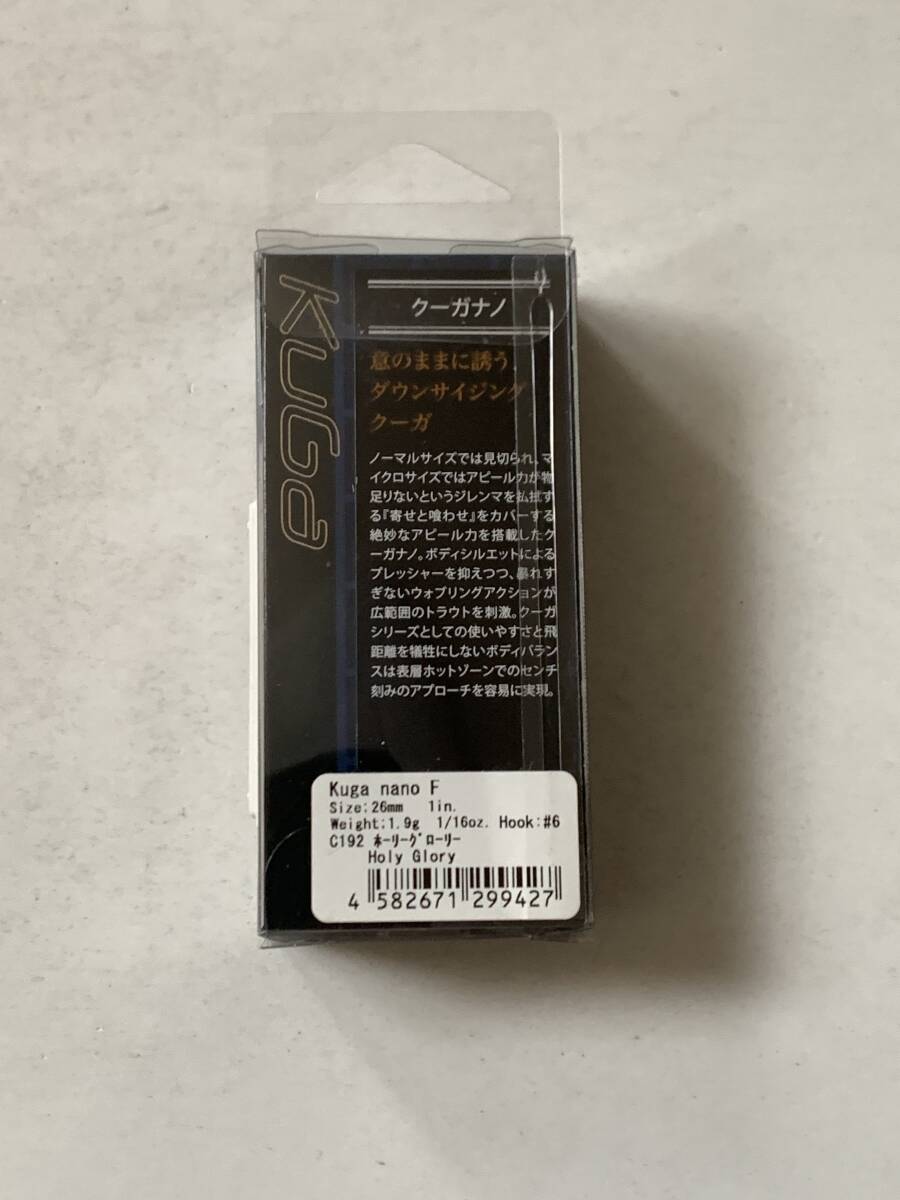 KUGa
クーガナノ
意のままに誘う
ダウンサイジング
クーガ
ノーマルサイズでは見切られ、マ
イクロサイズではアピール力が物
足りないというジレンマを払拭す
る『寄せと喰わせ』をカバーする
絶妙なアピール力を搭載したク
ーガナノ。ボディシルエットによる
プレッシャーを抑えつつ、暴れす
ぎないウォブリングアクションが
広範囲のトラウトを刺激。クーガ
シリーズとしての使いやすさと飛
距離を犠牲にしないボディバラン
スは表層ホットゾーンでのセンチ
刻みのアプローチを容易に実現。
Kuga nano F
Size:26mm 1in.
Weight:1.9g 1/16oz. Hook:#6
C192 ホーリーグローリー
Holy Glory
4 582671 299427